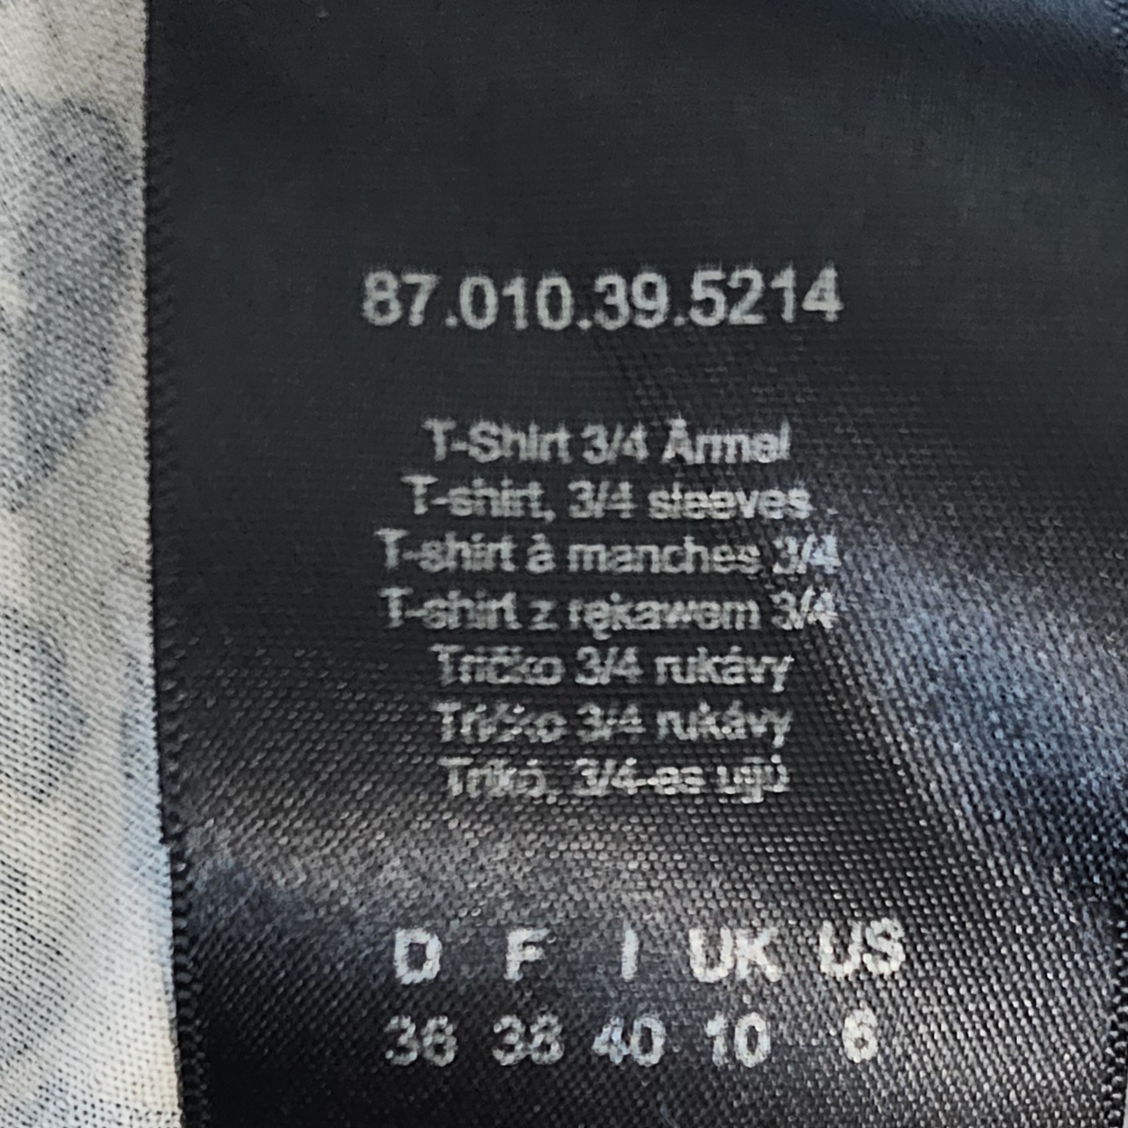 87.010.39.5214
T-Shirt 3/4 Ärmel
T-shirt, 3/4 sleeves
T-shirt à manches 3/4
T-shirt z rękawem 3/4
Tričko 3/4 rukávy
Tričko 3/4 rukávy
Trikó, 3/4-es ujjú
D F I UK US
36 38 40 10 6